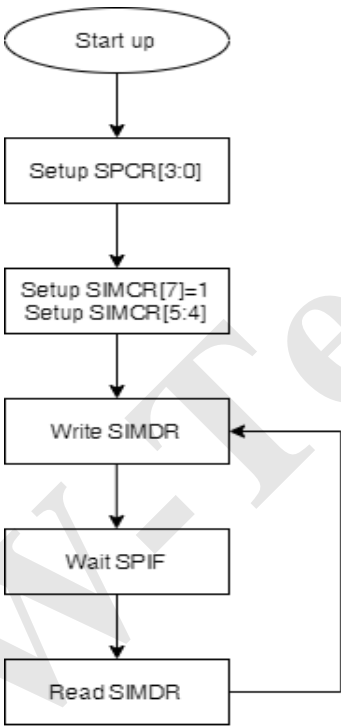 Start up
Setup SPCR[3:0]
Setup SIMCR[7]=1
Setup SIMCR[5:4]
Write SIMDR
Wait SPIF
Read SIMDR